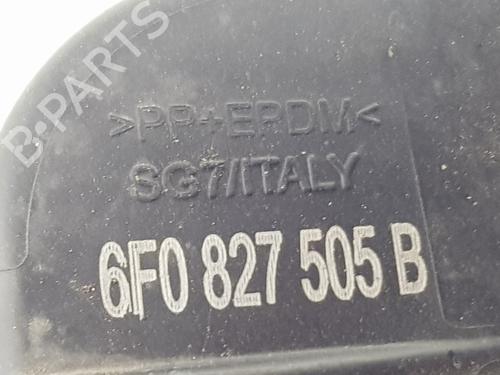 B-PARTS
>PP+EPDM<
SG7/ITALY
6F0 827 505 B